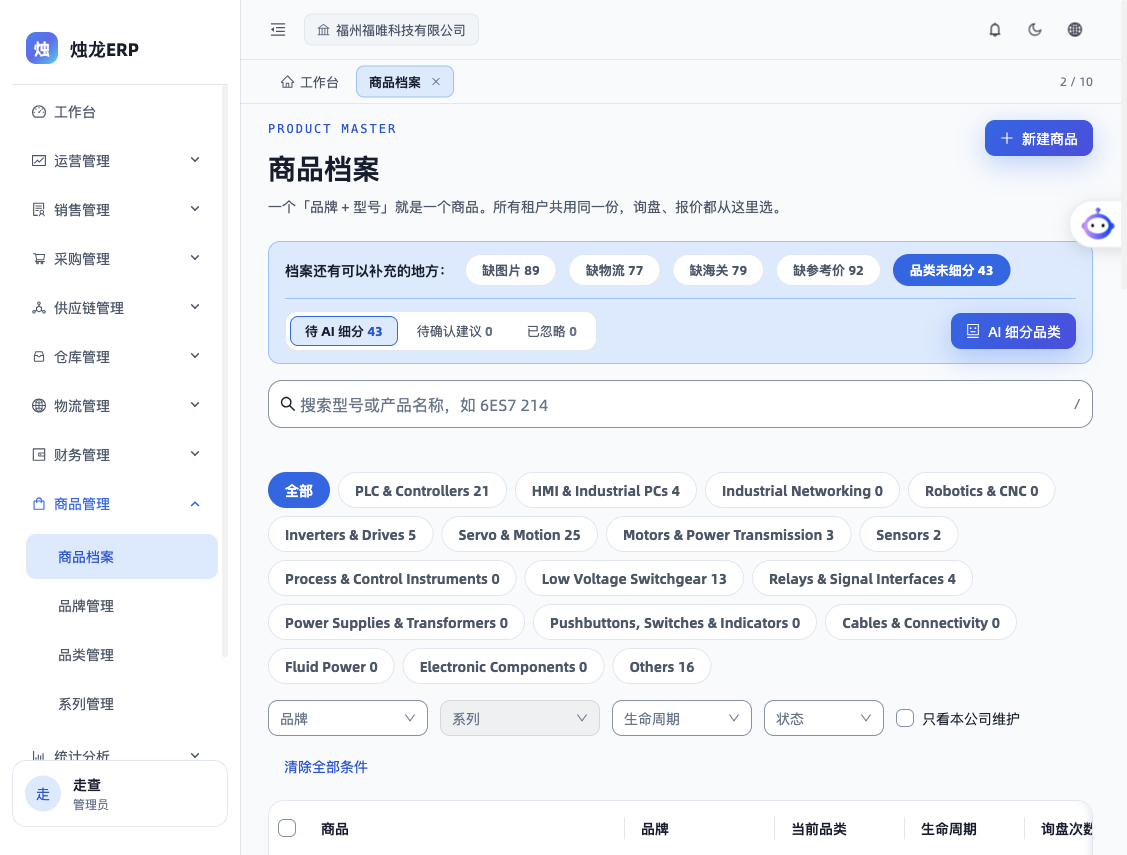 烛 烛龙ERP
福州福唯科技有限公司
工作台 商品档案 × 2 / 10
工作台
运营管理
销售管理
采购管理
供应链管理
仓库管理
物流管理
财务管理
商品管理
商品档案
品牌管理
品类管理
系列管理
统计分析
走 走查
管理员
PRODUCT MASTER
商品档案
+ 新建商品
一个「品牌 + 型号」就是一个商品。所有租户共用同一份，询盘、报价都从这里选。
档案还有可以补充的地方： 缺图片 89 缺物流 77 缺海关 79 缺参考价 92 品类未细分 43
待 AI 细分 43 待确认建议 0 已忽略 0 AI 细分品类
搜索型号或产品名称，如 6ES7 214 /
全部 PLC & Controllers 21 HMI & Industrial PCs 4 Industrial Networking 0 Robotics & CNC 0
Inverters & Drives 5 Servo & Motion 25 Motors & Power Transmission 3 Sensors 2
Process & Control Instruments 0 Low Voltage Switchgear 13 Relays & Signal Interfaces 4
Power Supplies & Transformers 0 Pushbuttons, Switches & Indicators 0 Cables & Connectivity 0
Fluid Power 0 Electronic Components 0 Others 16
品牌 系列 生命周期 状态 只看本公司维护
清除全部条件
商品 品牌 当前品类 生命周期 询盘次数